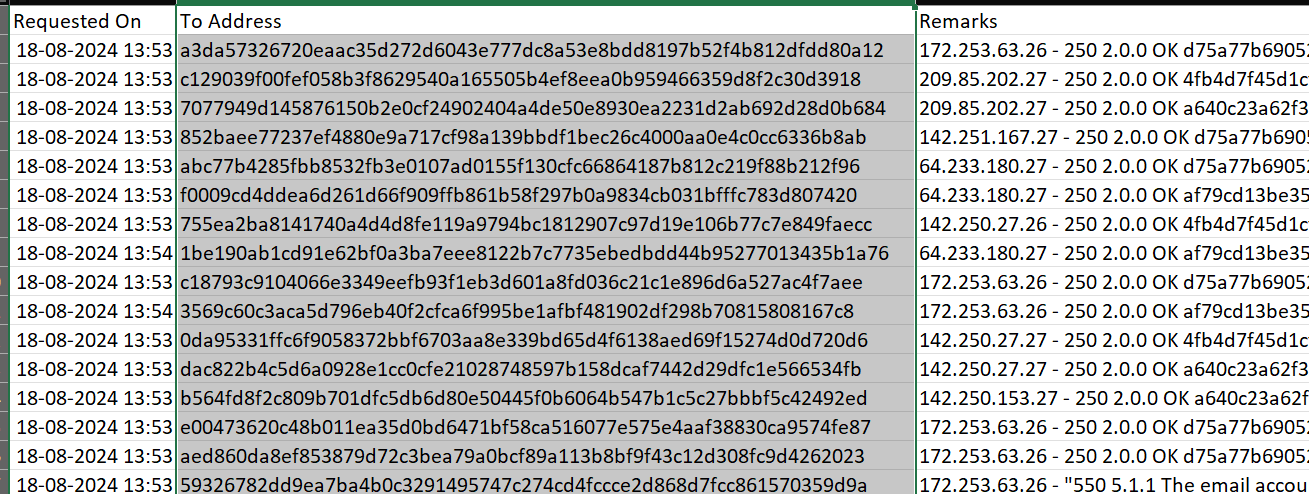 Requested On To Address Remarks
18-08-2024 13:53 a3da57326720eaac35d272d6043e777dc8a53e8bdd8197b52f4b812dfdd80a12 172.253.63.26 - 250 2.0.0 OK d75a77b69052
18-08-2024 13:53 c129039f00fef058b3f8629540a165505b4ef8eea0b959466359d8f2c30d3918 209.85.202.27 - 250 2.0.0 OK 4fb4d7f45d1c
18-08-2024 13:53 7077949d145876150b2e0cf24902404a4de50e8930ea2231d2ab692d28d0b684 209.85.202.27 - 250 2.0.0 OK a640c23a62f3
18-08-2024 13:53 852baee77237ef4880e9a717cf98a139bbdf1bec26c4000aa0e4c0cc6336b8ab 142.251.167.27 - 250 2.0.0 OK d75a77b6905
18-08-2024 13:53 abc77b4285fbb8532fb3e0107ad0155f130cfc66864187b812c219f88b212f96 64.233.180.27 - 250 2.0.0 OK d75a77b69052
18-08-2024 13:53 f0009cd4ddea6d261d66f909ffb861b58f297b0a9834cb031bfffc783d807420 64.233.180.27 - 250 2.0.0 OK af79cd13be35
18-08-2024 13:53 755ea2ba8141740a4d4d8fe119a9794bc1812907c97d19e106b77c7e849faecc 142.250.27.26 - 250 2.0.0 OK 4fb4d7f45d1c
18-08-2024 13:54 1be190ab1cd91e62bf0a3ba7eee8122b7c7735ebedbdd44b95277013435b1a76 64.233.180.27 - 250 2.0.0 OK af79cd13be35
18-08-2024 13:53 c18793c9104066e3349eefb93f1eb3d601a8fd036c21c1e896d6a527ac4f7aee 172.253.63.26 - 250 2.0.0 OK d75a77b69052
18-08-2024 13:54 3569c60c3aca5d796eb40f2cfca6f995be1afbf481902df298b70815808167c8 172.253.63.26 - 250 2.0.0 OK af79cd13be35
18-08-2024 13:53 0da95331ffc6f9058372bbf6703aa8e339bd65d4f6138aed69f15274d0d720d6 142.250.27.27 - 250 2.0.0 OK 4fb4d7f45d1c
18-08-2024 13:53 dac822b4c5d6a0928e1cc0cfe21028748597b158dcaf7442d29dfc1e566534fb 142.250.27.27 - 250 2.0.0 OK a640c23a62f3
18-08-2024 13:53 b564fd8f2c809b701dfc5db6d80e50445f0b6064b547b1c5c27bbbf5c42492ed 142.250.153.27 - 250 2.0.0 OK a640c23a62f
18-08-2024 13:53 e00473620c48b011ea35d0bd6471bf58ca516077e575e4aaf38830ca9574fe87 172.253.63.26 - 250 2.0.0 OK d75a77b69052
18-08-2024 13:53 aed860da8ef853879d72c3bea79a0bcf89a113b8bf9f43c12d308fc9d4262023 172.253.63.26 - 250 2.0.0 OK d75a77b69052
18-08-2024 13:53 59326782dd9ea7ba4b0c3291495747c274cd4fccce2d868d7fcc861570359d9a 172.253.63.26 - "550 5.1.1 The email accou